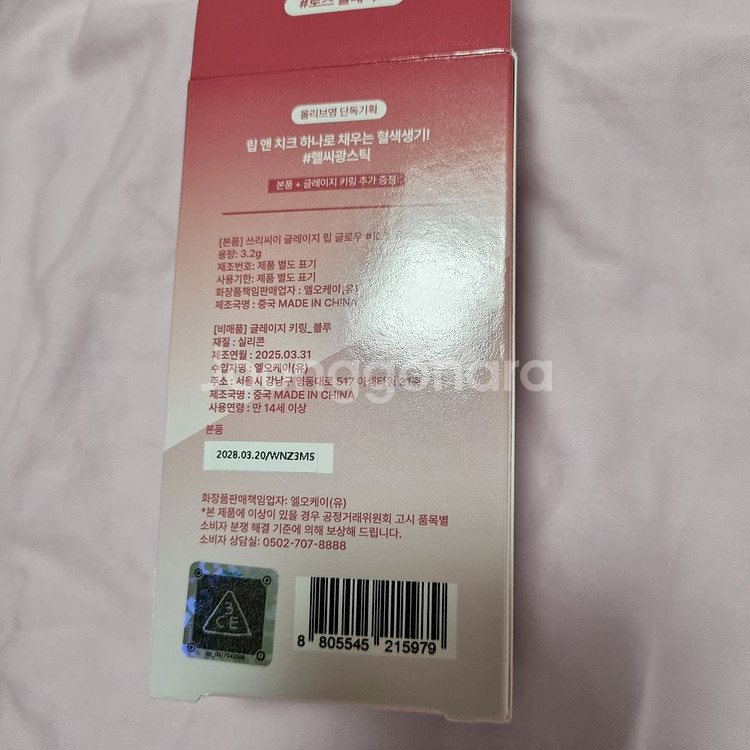 올리브영 단독기획
립 앤 치크 하나로 채우는 혈색생기!
#헬씨광스틱
본품 + 글레이지 키링 추가 증정
[본품] 쓰리씨이 글레이지 립 글로우
용량: 3.2g
제조번호: 제품 별도 표기
사용기한: 제품 별도 표기
화장품책임판매업자 : 엘오케이(유)
제조국명 : 중국 MADE IN CHINA
[비매품] 글레이지 키링_블루
재질 : 실리콘
제조연월 : 2025.03.31
수입자명 : 엘오케이(유)
주소 : 서울시 강남구 영동대로 517 아셈타워 31층
제조국명 : 중국 MADE IN CHINA
사용연령 : 만 14세 이상
본품
2028.03.20/WNZ3MS
화장품판매책임업자: 엘오케이(유)
*본 제품에 이상이 있을 경우 공정거래위원회 고시 품목별
소비자 분쟁 해결 기준에 의해 보상해 드립니다.
소비자 상담실: 0502-707-8888
3
CE
8 805545 215979